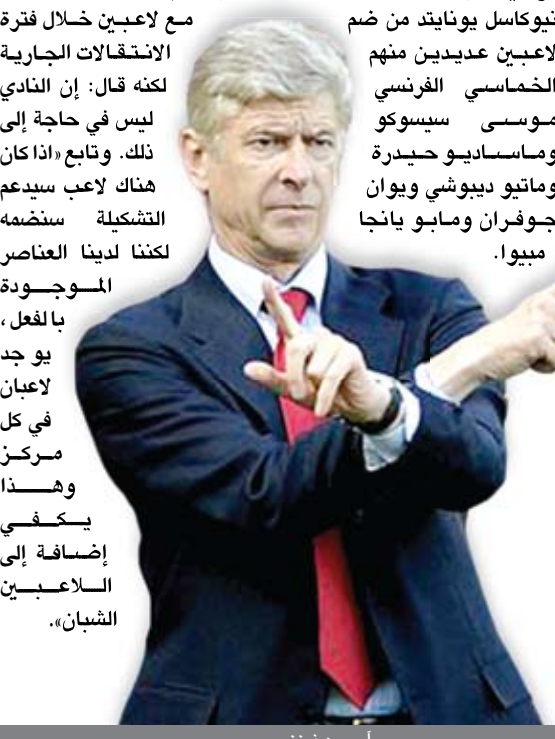 نيوكاسل يونايتد من ضم
لاعبين عديدين منهم
الخماسي الفرنسي
موسى سيسوكو
وماساديو حيدرة
وماتيو ديبوشي ويوان
جوفران ومابو يانجا
مبيوا.
مع لاعبين خلال فترة
الانتقالات الجارية
لكنه قال: إن النادي
ليس في حاجة إلى
ذلك. وتابع «اذا كان
هناك لاعب سيدعم
التشكيلة سنضمه
لكننا لدينا العناصر
الموجودة
بالفعل،
يوجد
لاعبان
في كل
مركز
وهذا
يكفي
إضافة إلى
اللاعبين
الشبان».